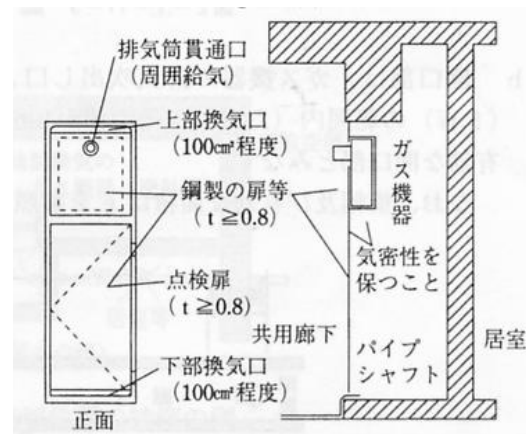 排気筒貫通口
(周囲給気)
上部換気口
(100c㎡程度)
鋼製の扉等
(t≧0.8)
点検扉
(t≧0.8)
下部換気口
(100c㎡程度)
正面
ガス機器
気密性を
保つこと
共用廊下
パイプ
シャフト
居室